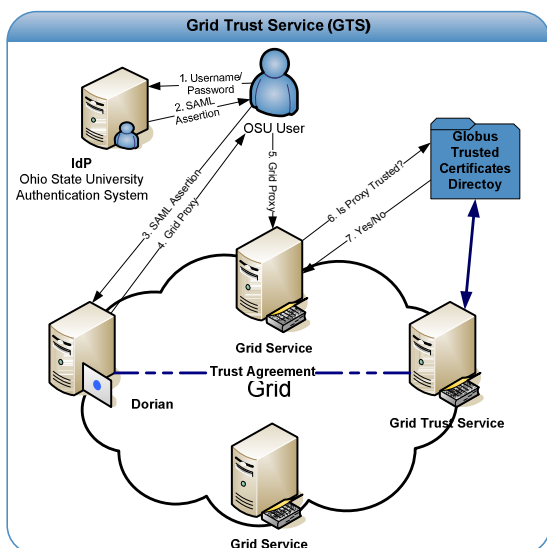 Grid Trust Service (GTS)
1. Username/
Password
2. SAML
Assertion
OSU User
IdP
Ohio State University
Authentication System
Globus
Trusted
Certificates
Directoy
3. SAML Assertion
4. Grid Proxy
5. Grid Proxy
6. Is Proxy Trusted?
7. Yes/No
Grid Service
Trust Agreement
Grid
Dorian
Grid Trust Service
Grid Service